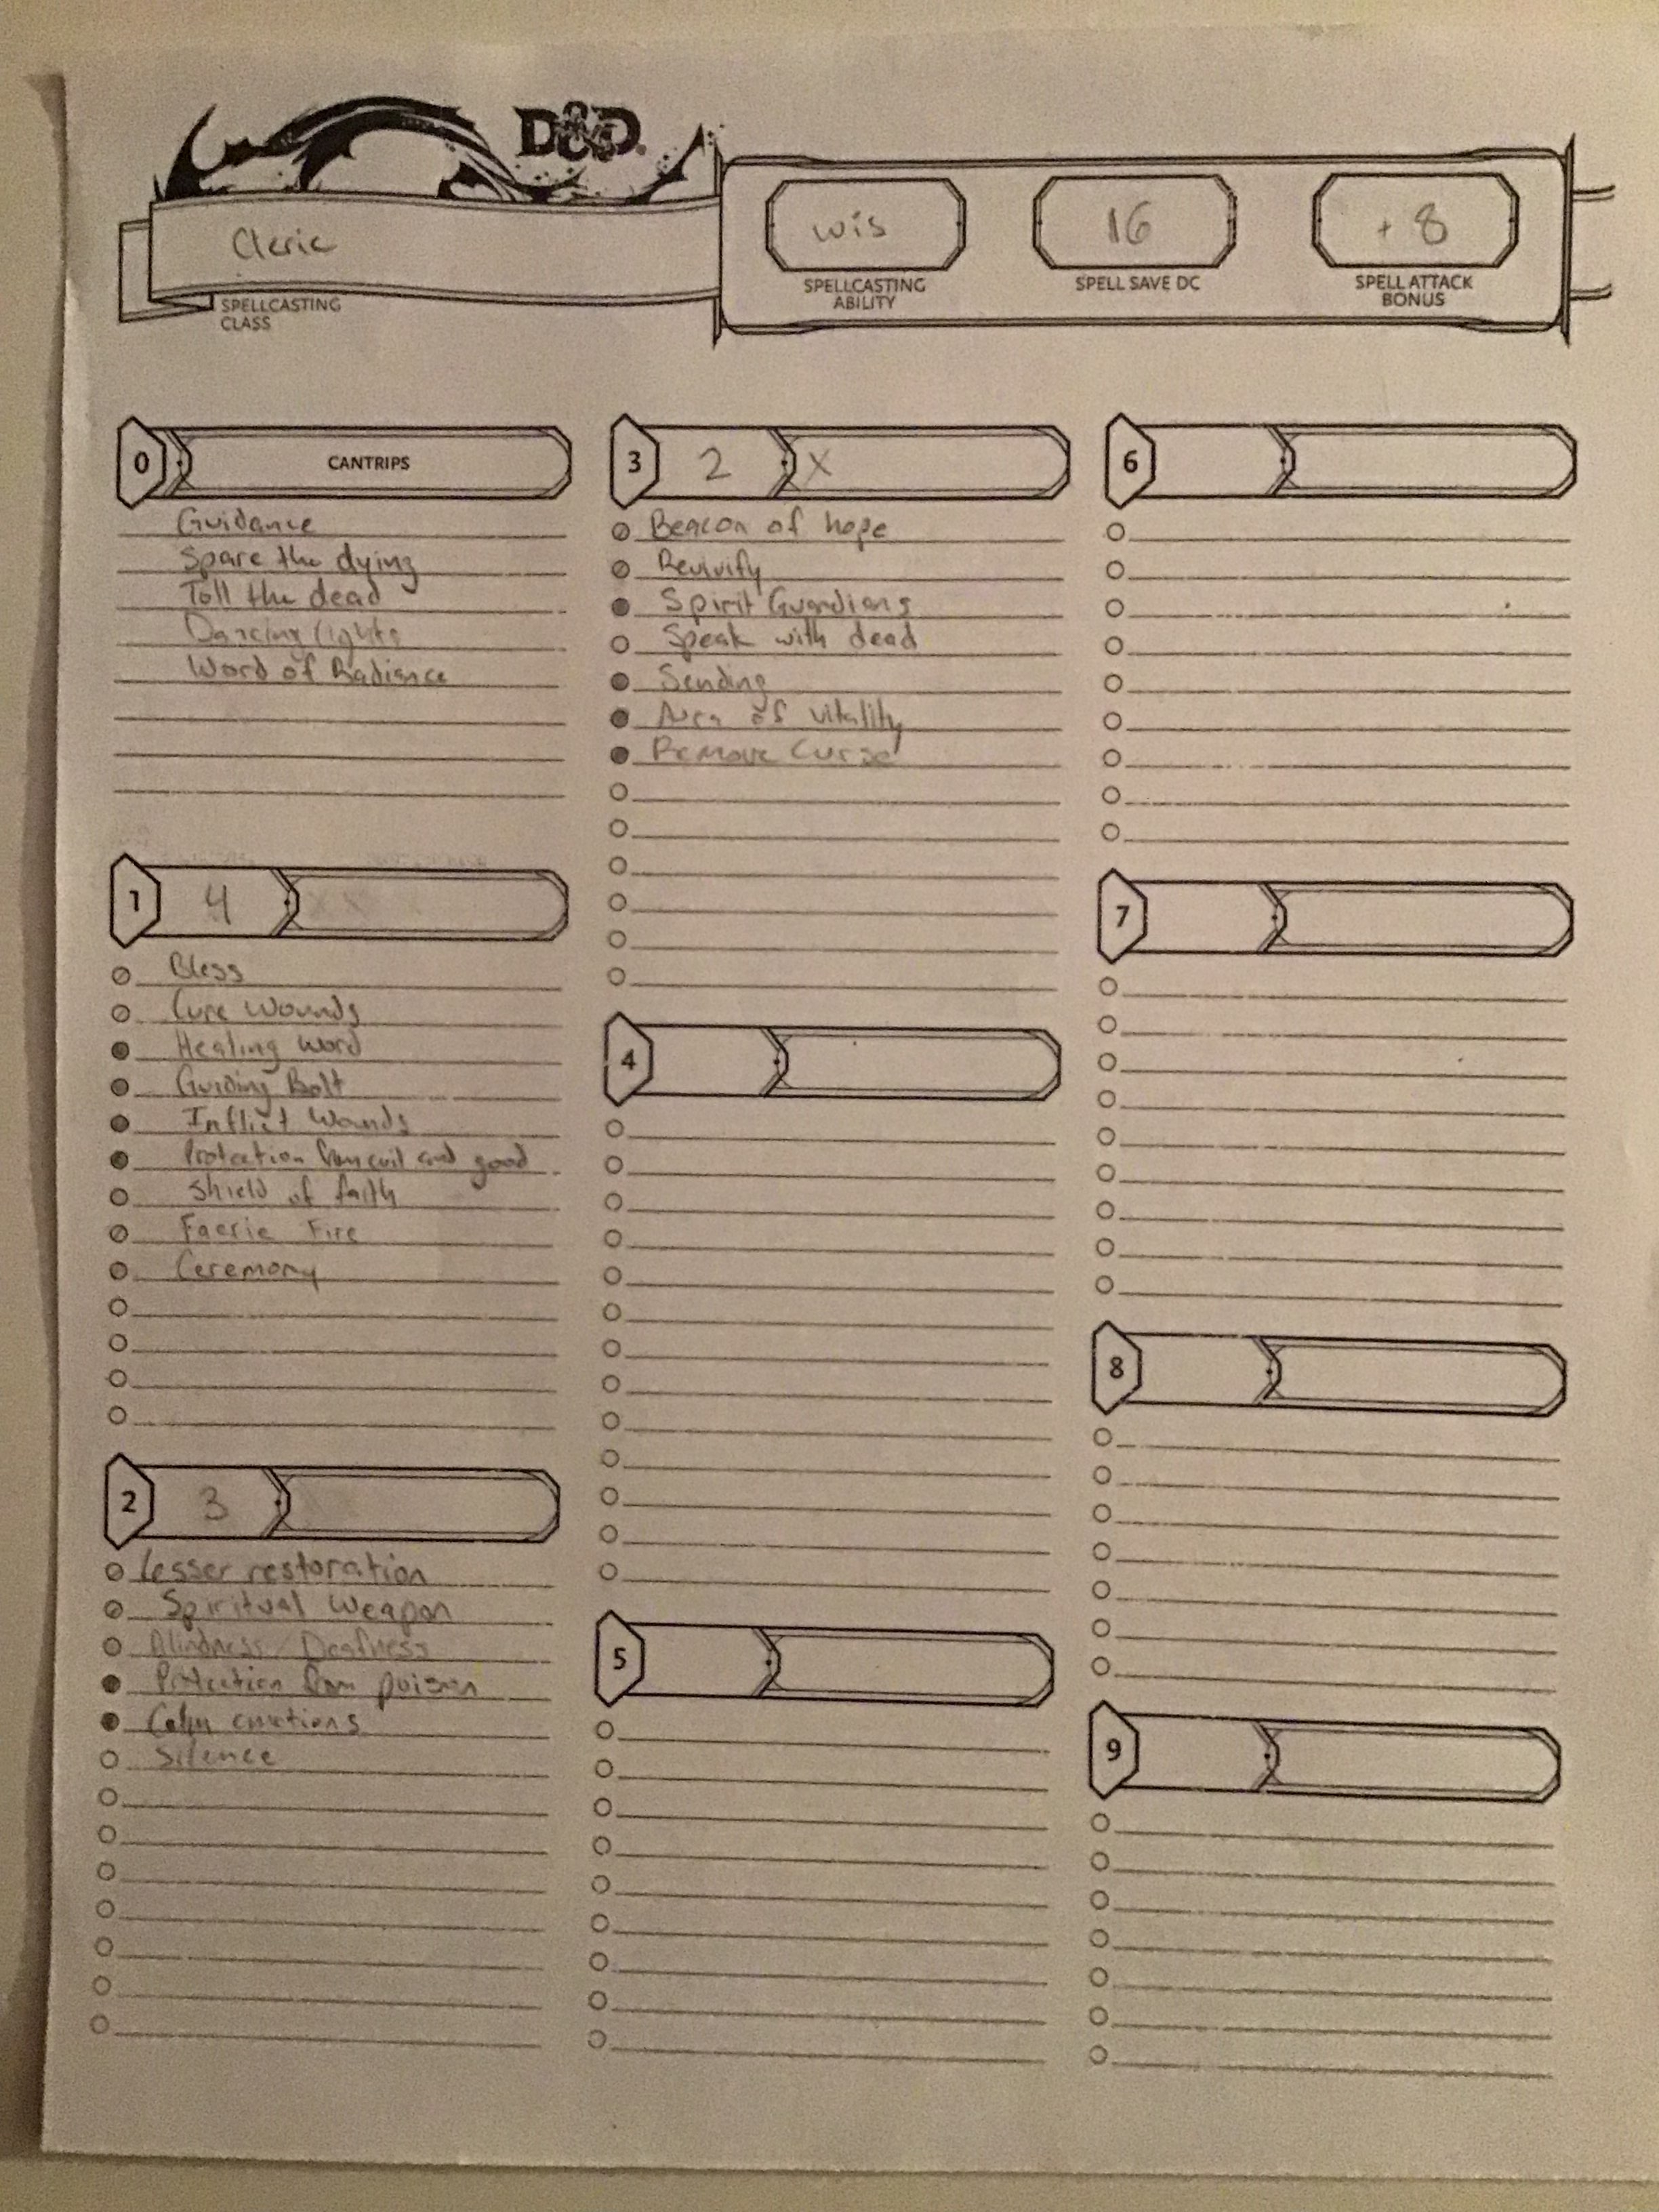 D&D
Cleric
SPELLCASTING
CLASS
wis
SPELLCASTING
ABILITY
16
SPELL SAVE DC
+ 8
SPELL ATTACK
BONUS
0 CANTRIPS
Guidance
Spare the dying
Toll the dead
Dancing lights
Word of Radiance
1 4
Bless
Cure Wounds
Healing Word
Guiding Bolt
Inflict Wounds
Protection from evil and good
Shield of faith
Faerie Fire
Ceremony
2 3
Lesser restoration
Spiritual Weapon
Blindness/Deafness
Protection from poison
Calm emotions
Silence
3 2 X
Beacon of hope
Revivify
Spirit Guardians
Speak with dead
Sending
Aura of vitality
Remove Curse
4
5
6
7
8
9